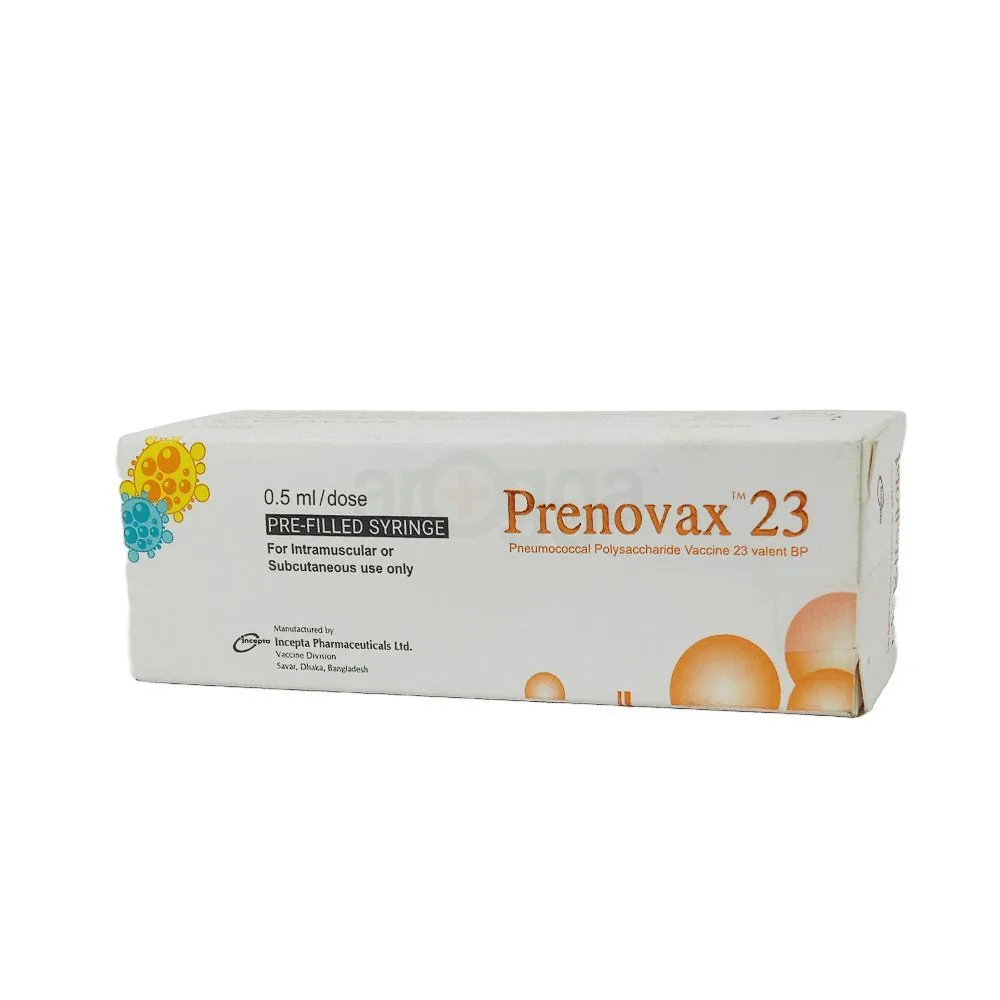 0.5 ml/dose
PRE-FILLED SYRINGE
For Intramuscular or
Subcutaneous use only
Prenovax™ 23
Pneumococcal Polysaccharide Vaccine 23 valent BP
Manufactured by
incepta Incepta Pharmaceuticals Ltd.
Vaccine Division
Savar, Dhaka, Bangladesh